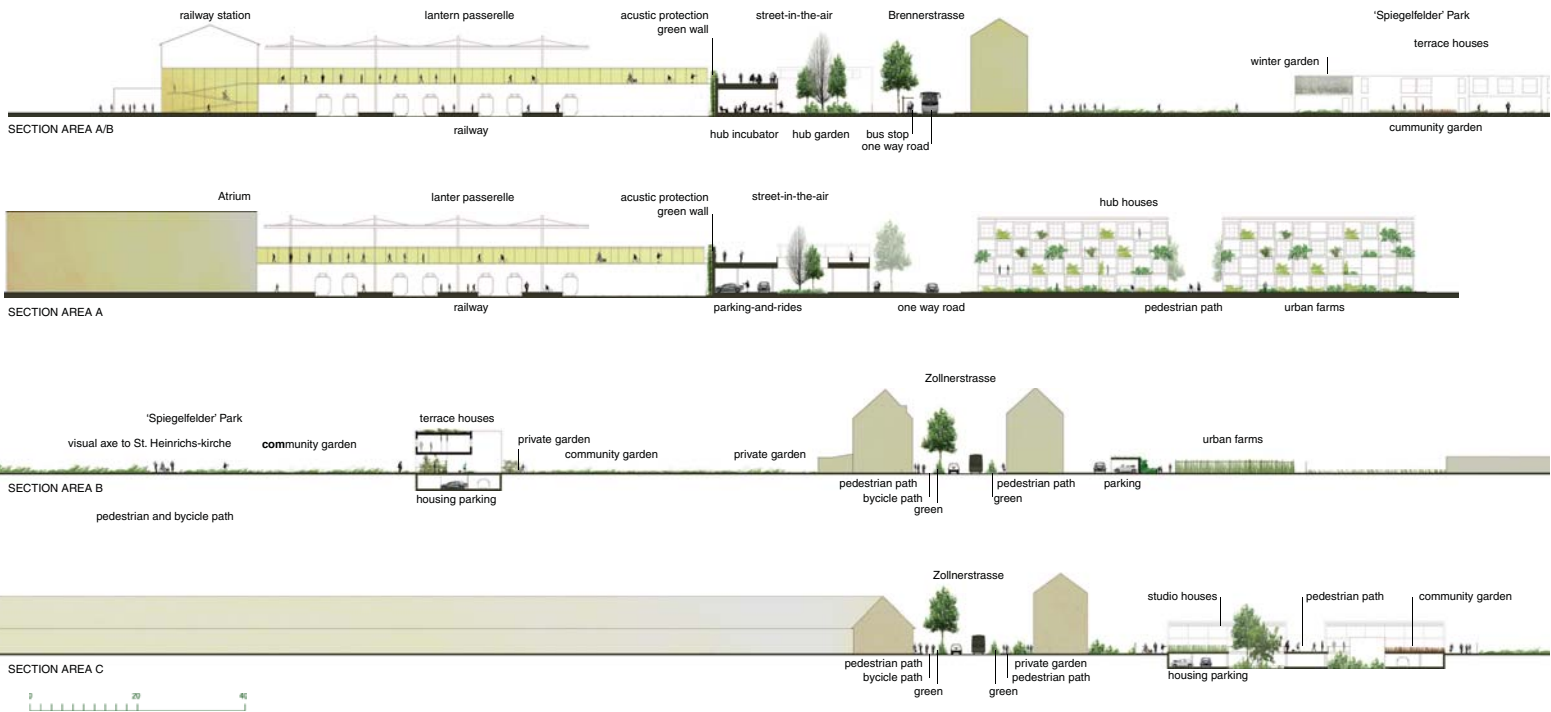 railway station
lantern passerelle
acustic protection
green wall
street-in-the-air
Brennerstrasse
'Spiegelfelder' Park
terrace houses
winter garden
SECTION AREA A/B
railway
hub incubator
hub garden
bus stop
one way road
cummunity garden
Atrium
lanter passerelle
acustic protection
green wall
street-in-the-air
hub houses
SECTION AREA A
railway
parking-and-rides
one way road
pedestrian path
urban farms
Zollnerstrasse
'Spiegelfelder' Park
terrace houses
visual axe to St. Heinrichs-kirche
community garden
private garden
community garden
private garden
urban farms
SECTION AREA B
housing parking
pedestrian path
bycicle path
green
pedestrian path
green
parking
pedestrian and bycicle path
Zollnerstrasse
studio houses
pedestrian path
community garden
SECTION AREA C
pedestrian path
bycicle path
green
green
private garden
pedestrian path
housing parking
0 20 40